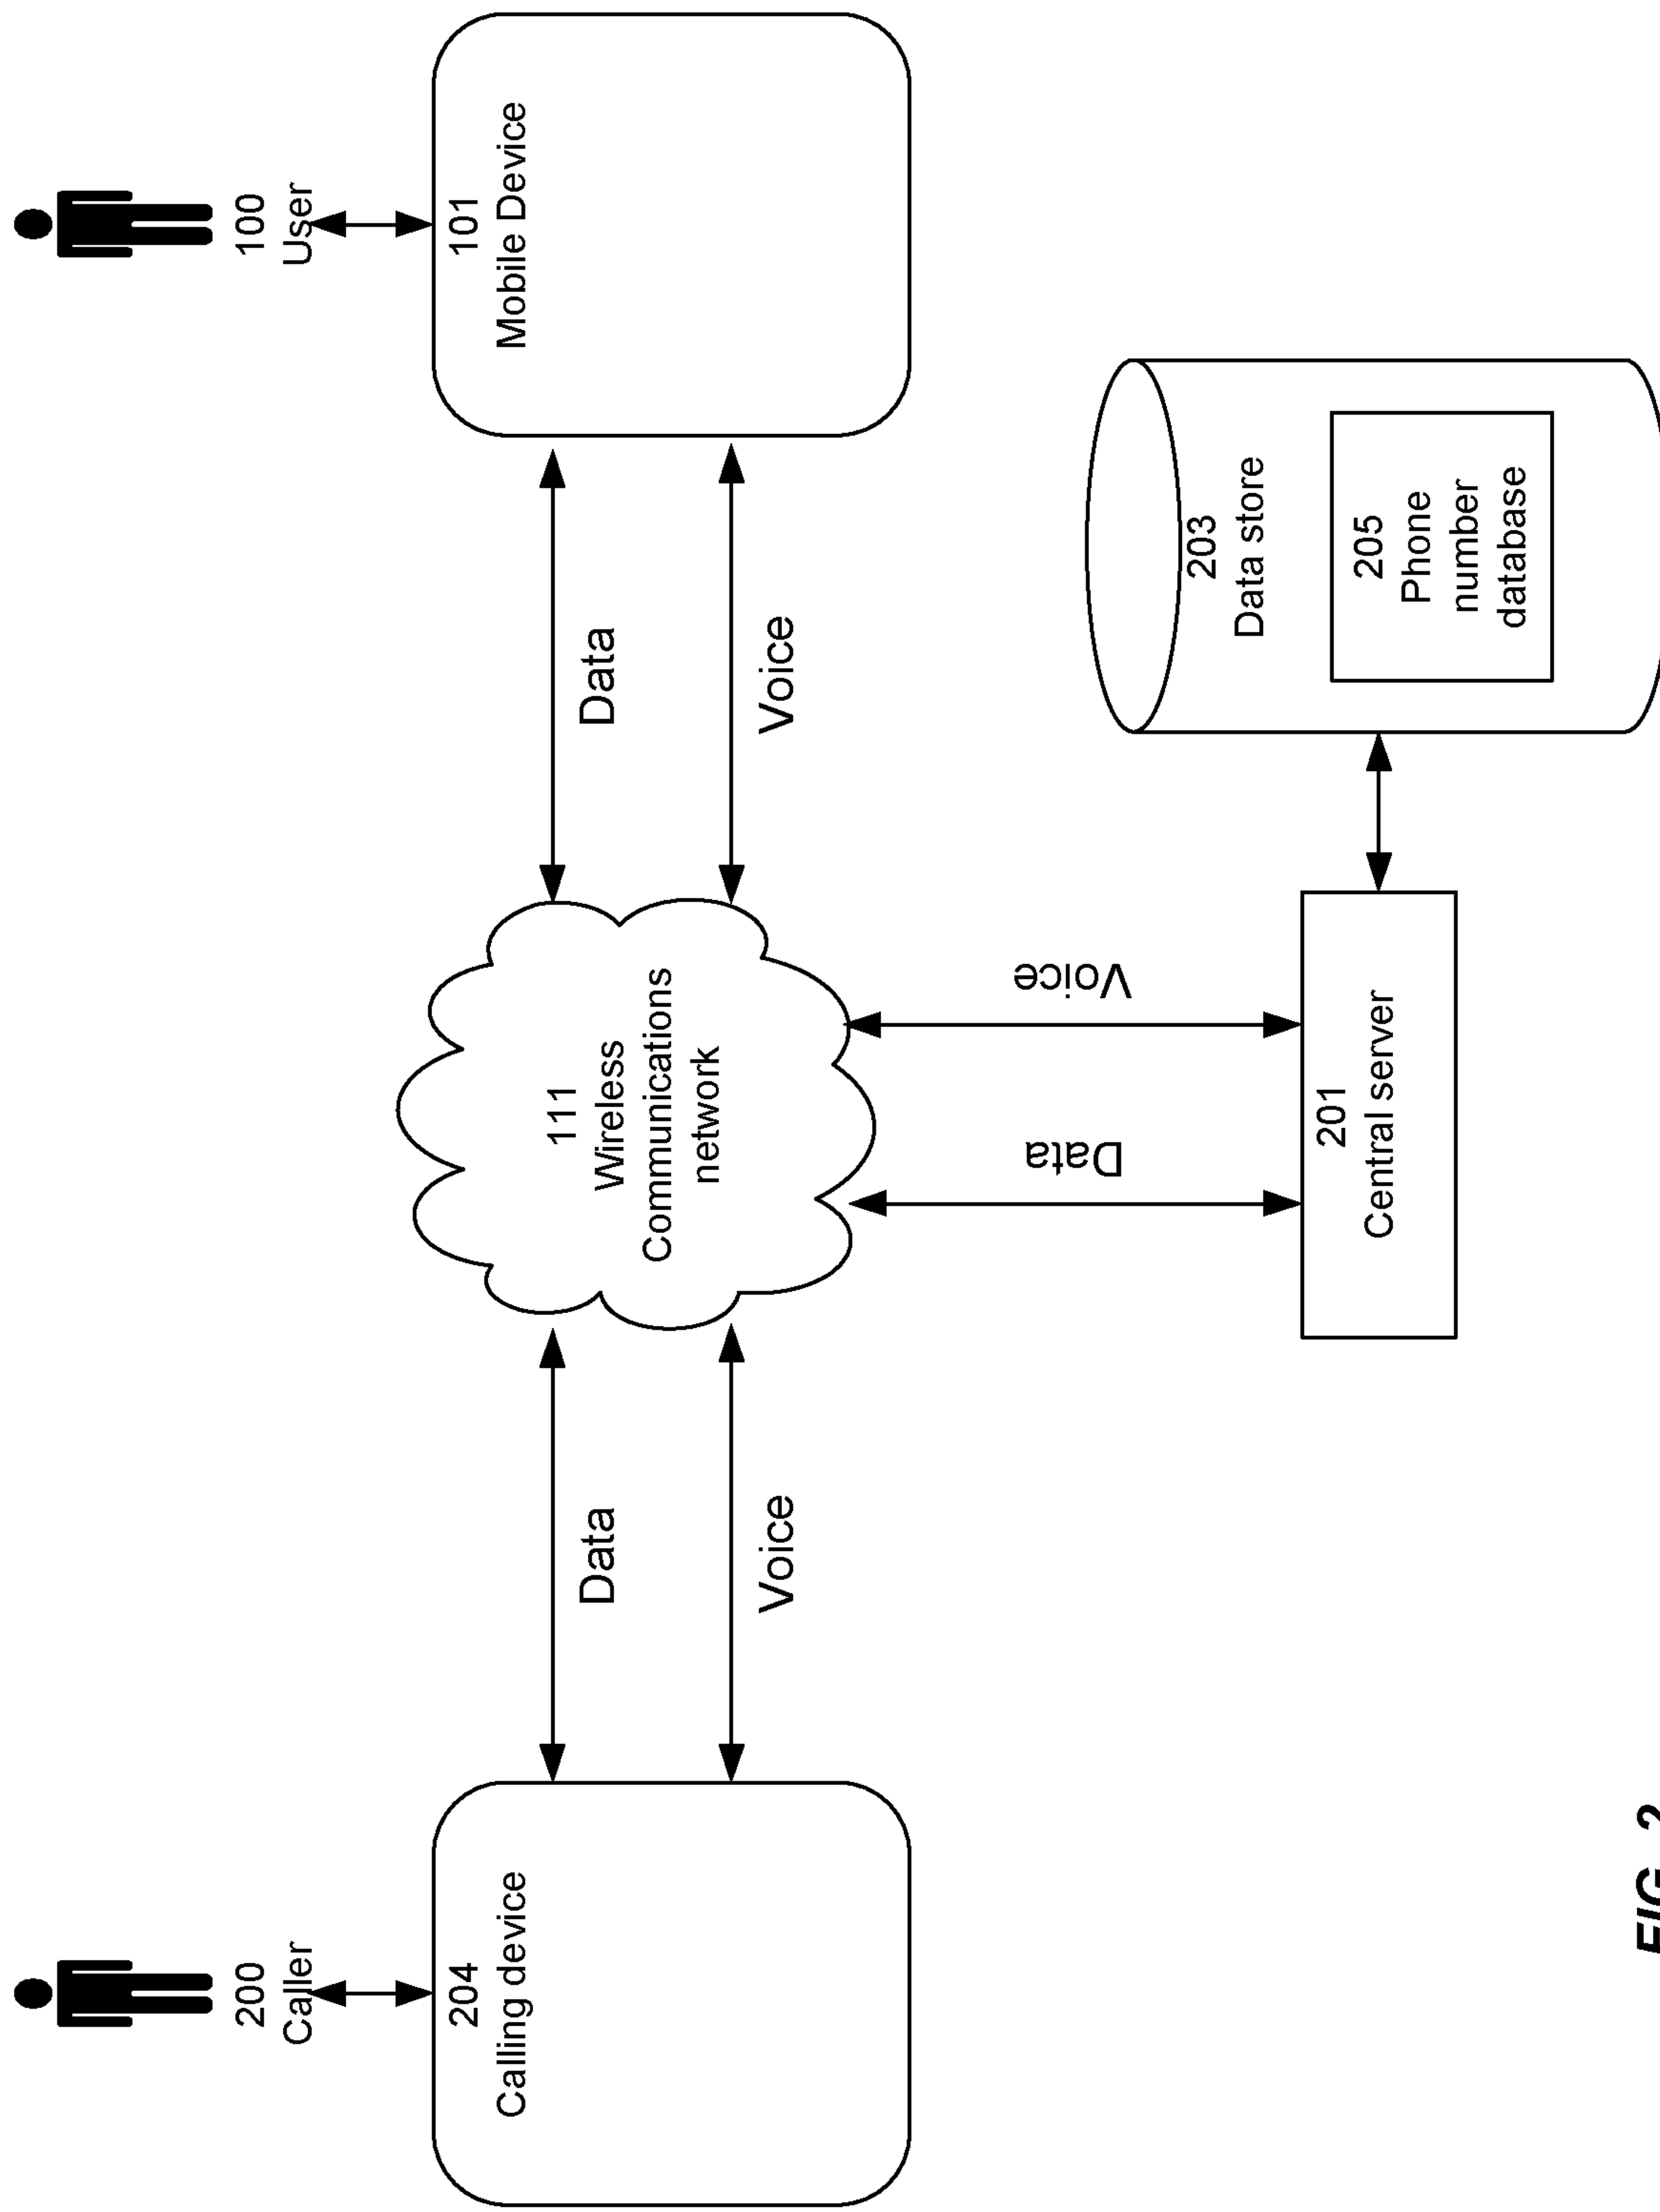 200
Caller
100
User
204
Calling device
101
Mobile Device
111
Wireless
Communications
network
Data
Data
Voice
Voice
Data
Voice
201
Central server
203
Data store
205
Phone
number
database
FIG. 2